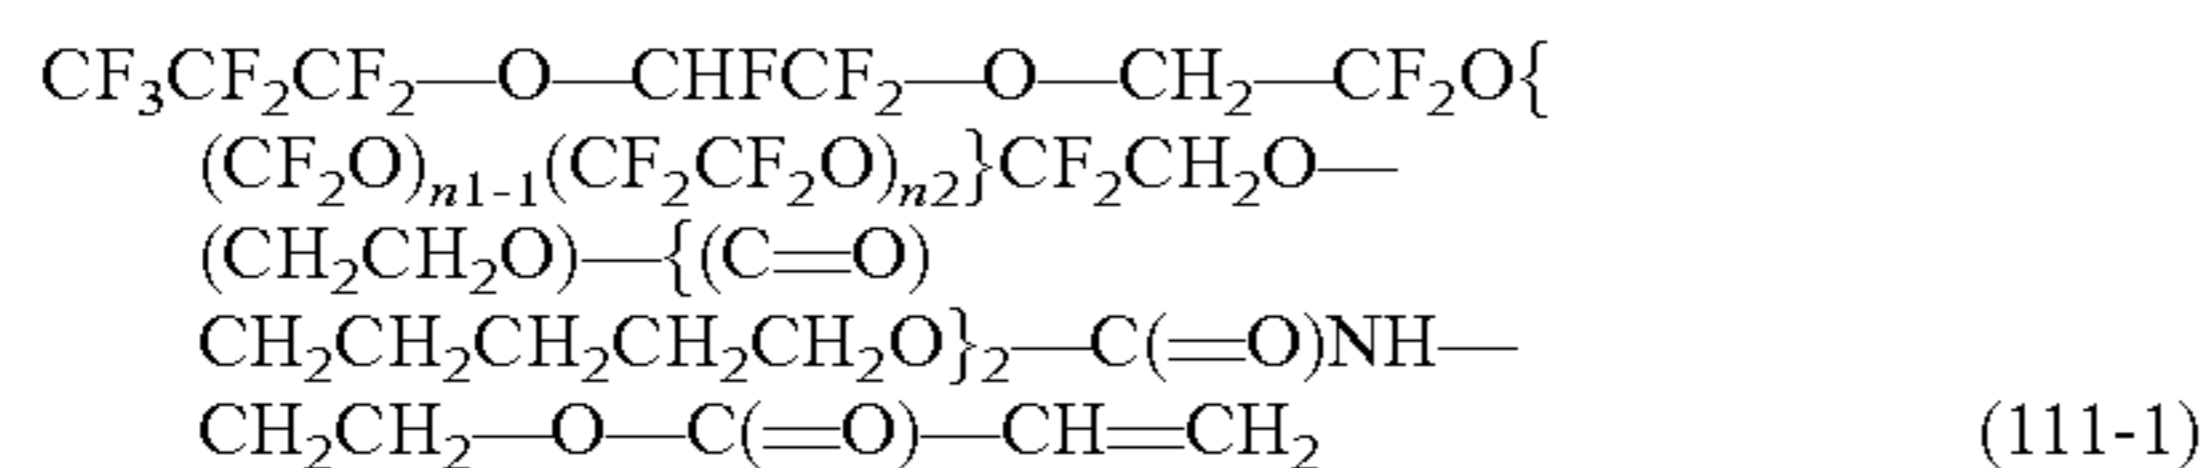 CF₃CF₂CF₂—O—CHFCF₂—O—CH₂—CF₂O{
(CF₂O)ₙ₁₋₁(CF₂CF₂O)ₙ₂}CF₂CH₂O—
(CH₂CH₂O)—{(C=O)
CH₂CH₂CH₂CH₂CH₂O}₂—C(=O)NH—
CH₂CH₂—O—C(=O)—CH=CH₂ (111-1)